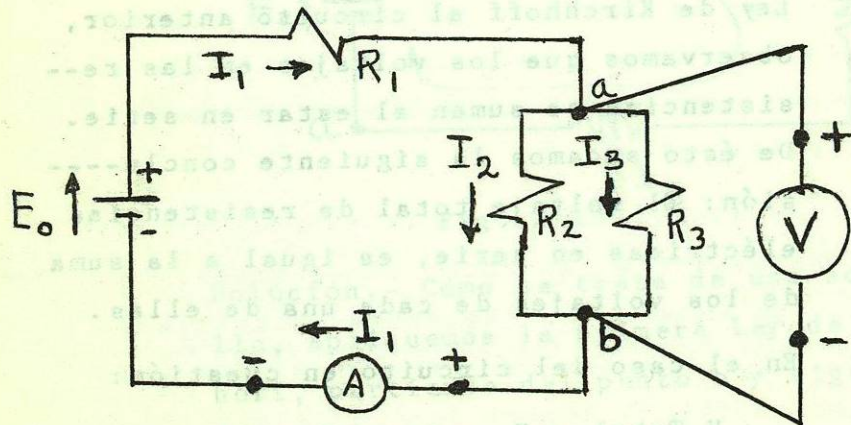 Ley de Kirchhoff al circuito anterior,
observamos que los voltajes en las re---
sistencias se suman al estar en serie.
De ésto sacamos la siguiente conclu----
sión: El voltaje total de resistencias
eléctricas en serie, es igual a la suma
de los voltajes de cada una de ellas.
En el caso del circuito en cuestión:
I₁ → R₁
a
I₂ I₃
+ +
E₀ R₂ R₃ V
- -
b
← I₁
- A +